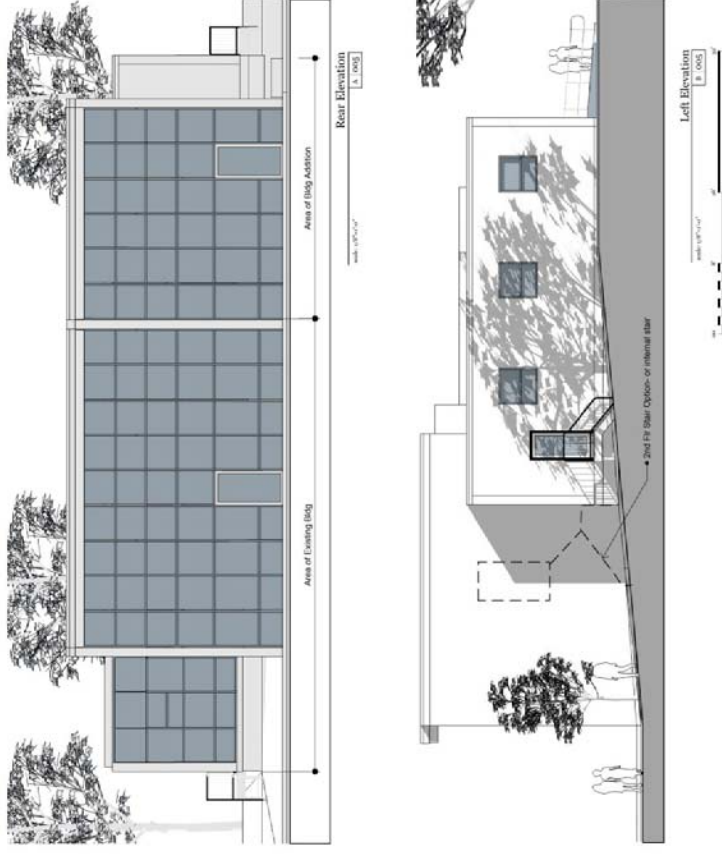 Area of Existing Bldg
Area of Bldg Addition
Rear Elevation
A 005
2nd Flr Stair Option- or internal stair
Left Elevation
B 005